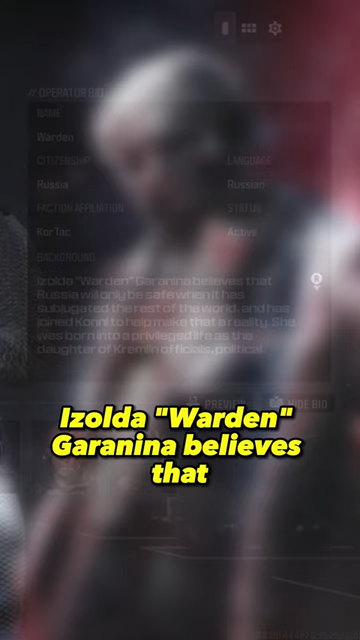 // OPERATOR BIO
NAME
Warden
CITIZENSHIP LANGUAGE
Russia Russian
FACTION AFFILIATION STATUS
KorTac Active
BACKGROUND
Izolda "Warden" Garanina believes that
Russia will only be safe when it has
subjugated the rest of the world, and has
joined Konni to help make that a reality. She
was born into a privileged life as the
daughter of Kremlin officials, political
PREVIEW HIDE BIO
Izolda "Warden"
Garanina believes
that